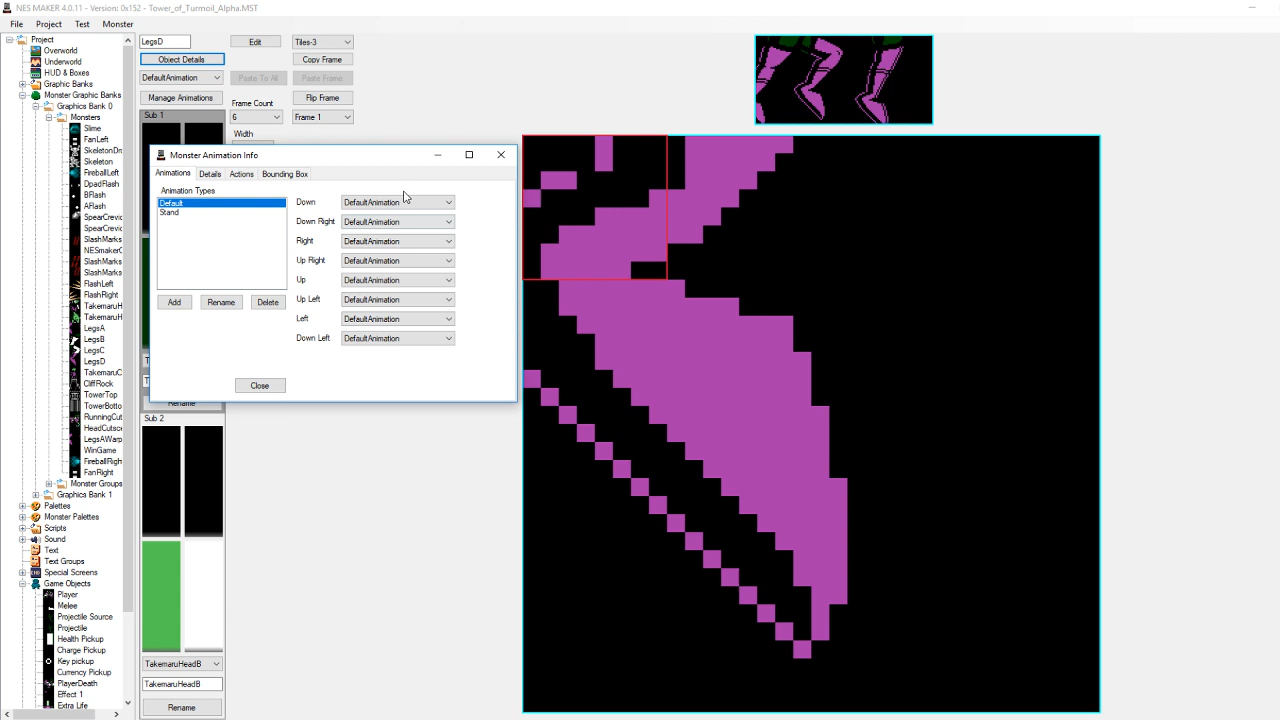 NES MAKER 4.0.11 - Version: 0x152 - Tower_of_Turmoil_Alpha.MST
File Project Test Monster
Project
Overworld
Underworld
HUD & Boxes
Graphic Banks
Monster Graphic Banks
Graphics Bank 0
Monsters
Slime
FanLeft
SkeletonDr
Skeleton
FireballLeft
DpadFlash
BFlash
AFlash
SpearCrevic
SpearCrevic
SlashMarks
NESmakerC
SlashMarks
SlashMarks
FlashLeft
FlashRight
TakemaruH
TakemaruH
LegsA
LegsB
LegsC
LegsD
TakemaruC
CliffRock
TowerTop
TowerBotto
RunningCut
HeadCutsce
LegsAWarp
WinGame
FireballRigh
FanRight
Monster Groups
Graphics Bank 1
Palettes
Monster Palettes
Scripts
Sound
Text
Text Groups
Special Screens
Game Objects
Player
Melee
Projectile Source
Projectile
Health Pickup
Charge Pickup
Key pickup
Currency Pickup
PlayerDeath
Effect 1
Extra Life
LegsD
Object Details
DefaultAnimation
Manage Animations
Sub 1
Rename
Sub 2
TakemaruHeadB
TakemaruHeadB
Rename
Edit
Paste To All
Frame Count
6
Width
Tiles-3
Copy Frame
Paste Frame
Flip Frame
Frame 1
Monster Animation Info
Animations Details Actions Bounding Box
Animation Types
Default
Stand
Add Rename Delete
Down DefaultAnimation
Down Right DefaultAnimation
Right DefaultAnimation
Up Right DefaultAnimation
Up DefaultAnimation
Up Left DefaultAnimation
Left DefaultAnimation
Down Left DefaultAnimation
Close